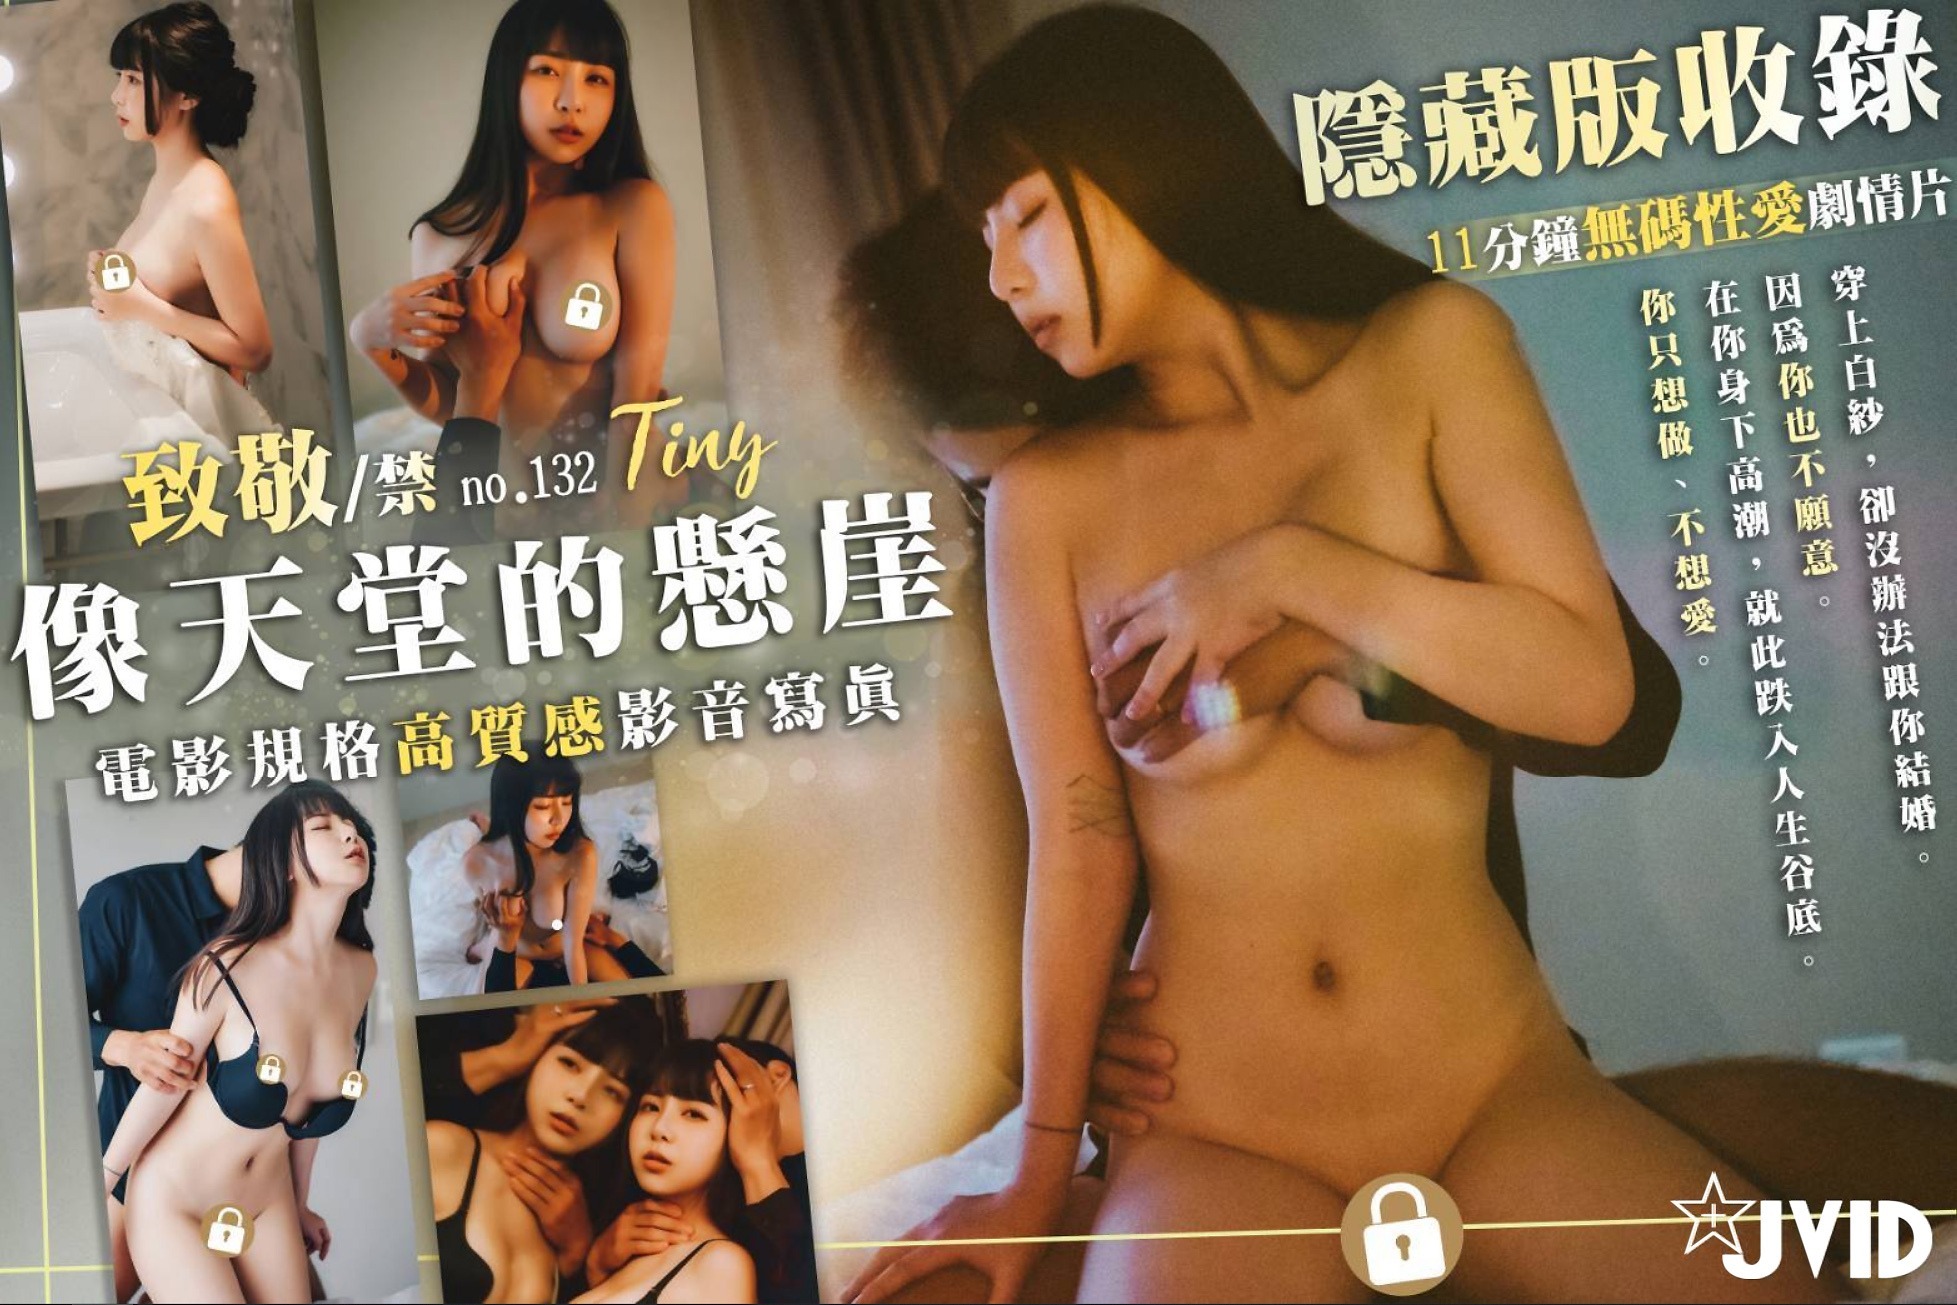 隱藏版收錄
11分鐘無碼性愛劇情片
穿上白紗，卻沒辦法跟你結婚。
因爲你也不願意。
在你身下高潮，就此跌入人生谷底。
你只想做、不想愛。
致敬/禁 no.132 Tiny
像天堂的懸崖
電影規格高質感影音寫眞
JVID